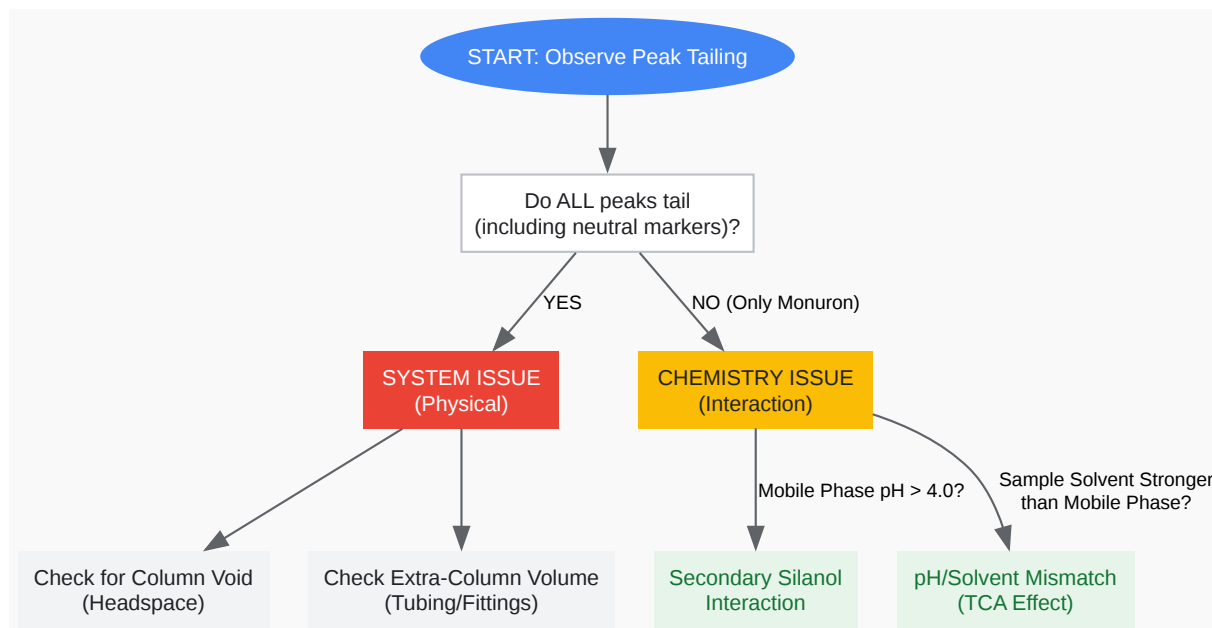 START: Observe Peak Tailing
Do ALL peaks tail
(including neutral markers)?
YES
NO (Only Monuron)
SYSTEM ISSUE
(Physical)
CHEMISTRY ISSUE
(Interaction)
Mobile Phase pH > 4.0?
Sample Solvent Stronger
than Mobile Phase?
Check for Column Void
(Headspace)
Check Extra-Column Volume
(Tubing/Fittings)
Secondary Silanol
Interaction
pH/Solvent Mismatch
(TCA Effect)